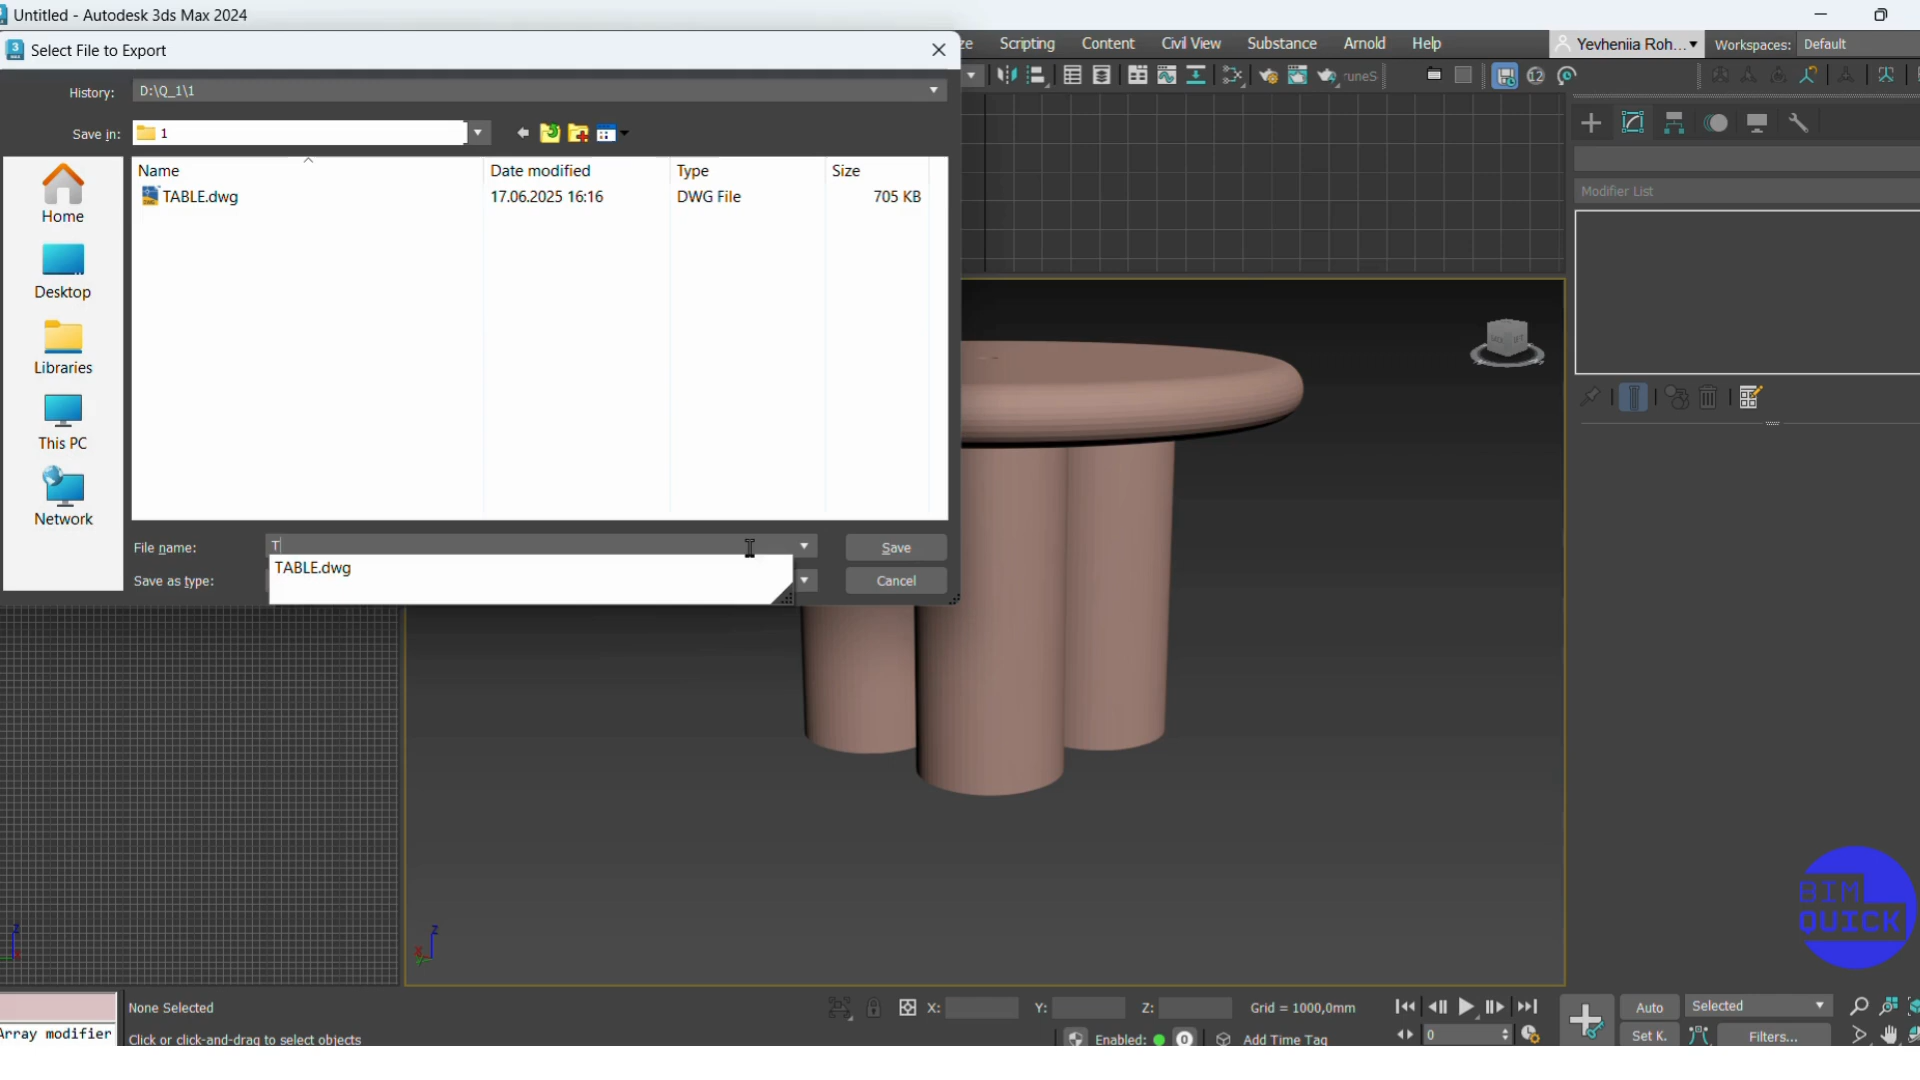 Untitled - Autodesk 3ds Max 2024
Select File to Export
ze Scripting Content Civil View Substance Arnold Help
Yevheniia Roh... Workspaces: Default
History: D:\Q_1\1
runeS
Save in: 1
Name Date modified Type Size
TABLE.dwg 17.06.2025 16:16 DWG File 705 KB
Home
Desktop
Libraries
This PC
Network
Modifier List
File name: T
Save
TABLE.dwg
Save as type:
Cancel
Z
X
Z
BIM
QUICK
None Selected
X: Y: Z: Grid = 1000,0mm
Auto Selected
Array modifier
Click or click-and-drag to select objects
Enabled: 0 Add Time Tag
0
Set K. Filters...